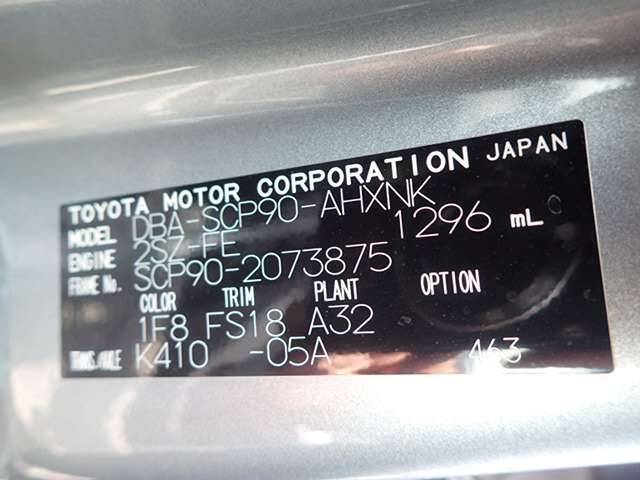 TOYOTA MOTOR CORPORATION JAPAN
MODEL DBA-SCP90-AHXNK
ENGINE 2SZ-FE 1296 mL
FRAME No. SCP90-2073875
COLOR TRIM PLANT OPTION
1F8 FS18 A32
TRANS/AXLE K410 -05A 463